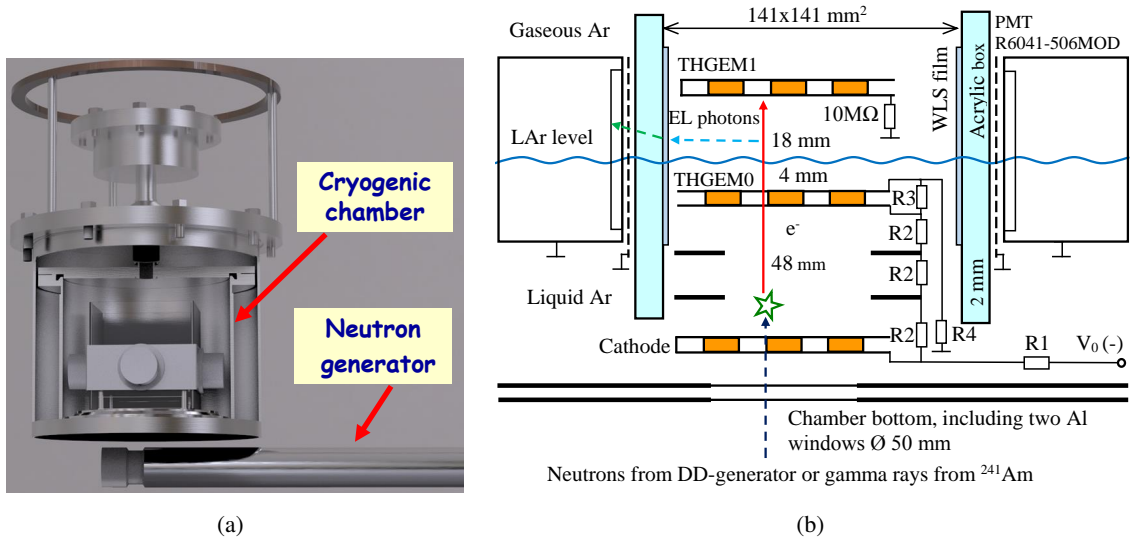 Cryogenic
chamber
Neutron
generator
(a)
141x141 mm²
Gaseous Ar
PMT
R6041-506MOD
THGEM1
WLS film
Acrylic box
10MΩ
EL photons
LAr level
18 mm
4 mm
THGEM0
R3
e⁻
R2
48 mm
R2
Liquid Ar
2 mm
R2
R4
Cathode
R1
V₀ (-)
Chamber bottom, including two Al
windows Ø 50 mm
Neutrons from DD-generator or gamma rays from ²⁴¹Am
(b)